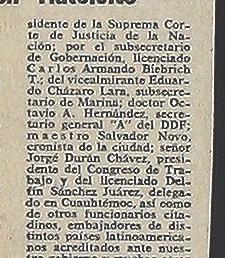 sidente de la Suprema Cor-
te de Justicia de la Na-
ción; por el subsecretario
de Gobernación, licenciado
Carlos Armando Biebrich
T.; del vicealmirante Eduar-
do Cházaro Lara, subsecre-
tario de Marina; doctor Oc-
tavio A. Hernández, secre-
tario general "A" del DDF;
maestro Salvador Novo,
cronista de la ciudad; señor
Jorge Durán Chávez, presi-
dente del Congreso de Tra-
bajo y del licenciado Del-
fín Sánchez Juárez, delega-
do en Cuauhtémoc, así como
de otros funcionarios cita-
dinos, embajadores de dis-
tintos países latinoamerica-
nos acreditados ante nues-